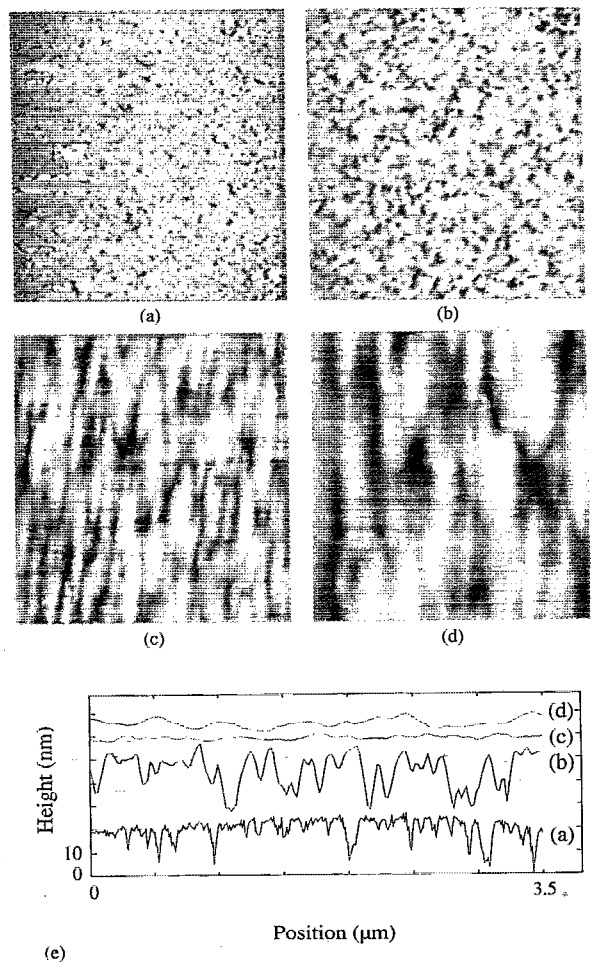 (a) (b)
(c) (d)
Height (nm)
10
0
(d)
(c)
(b)
(a)
0 3.5
Position (μm)
(e)